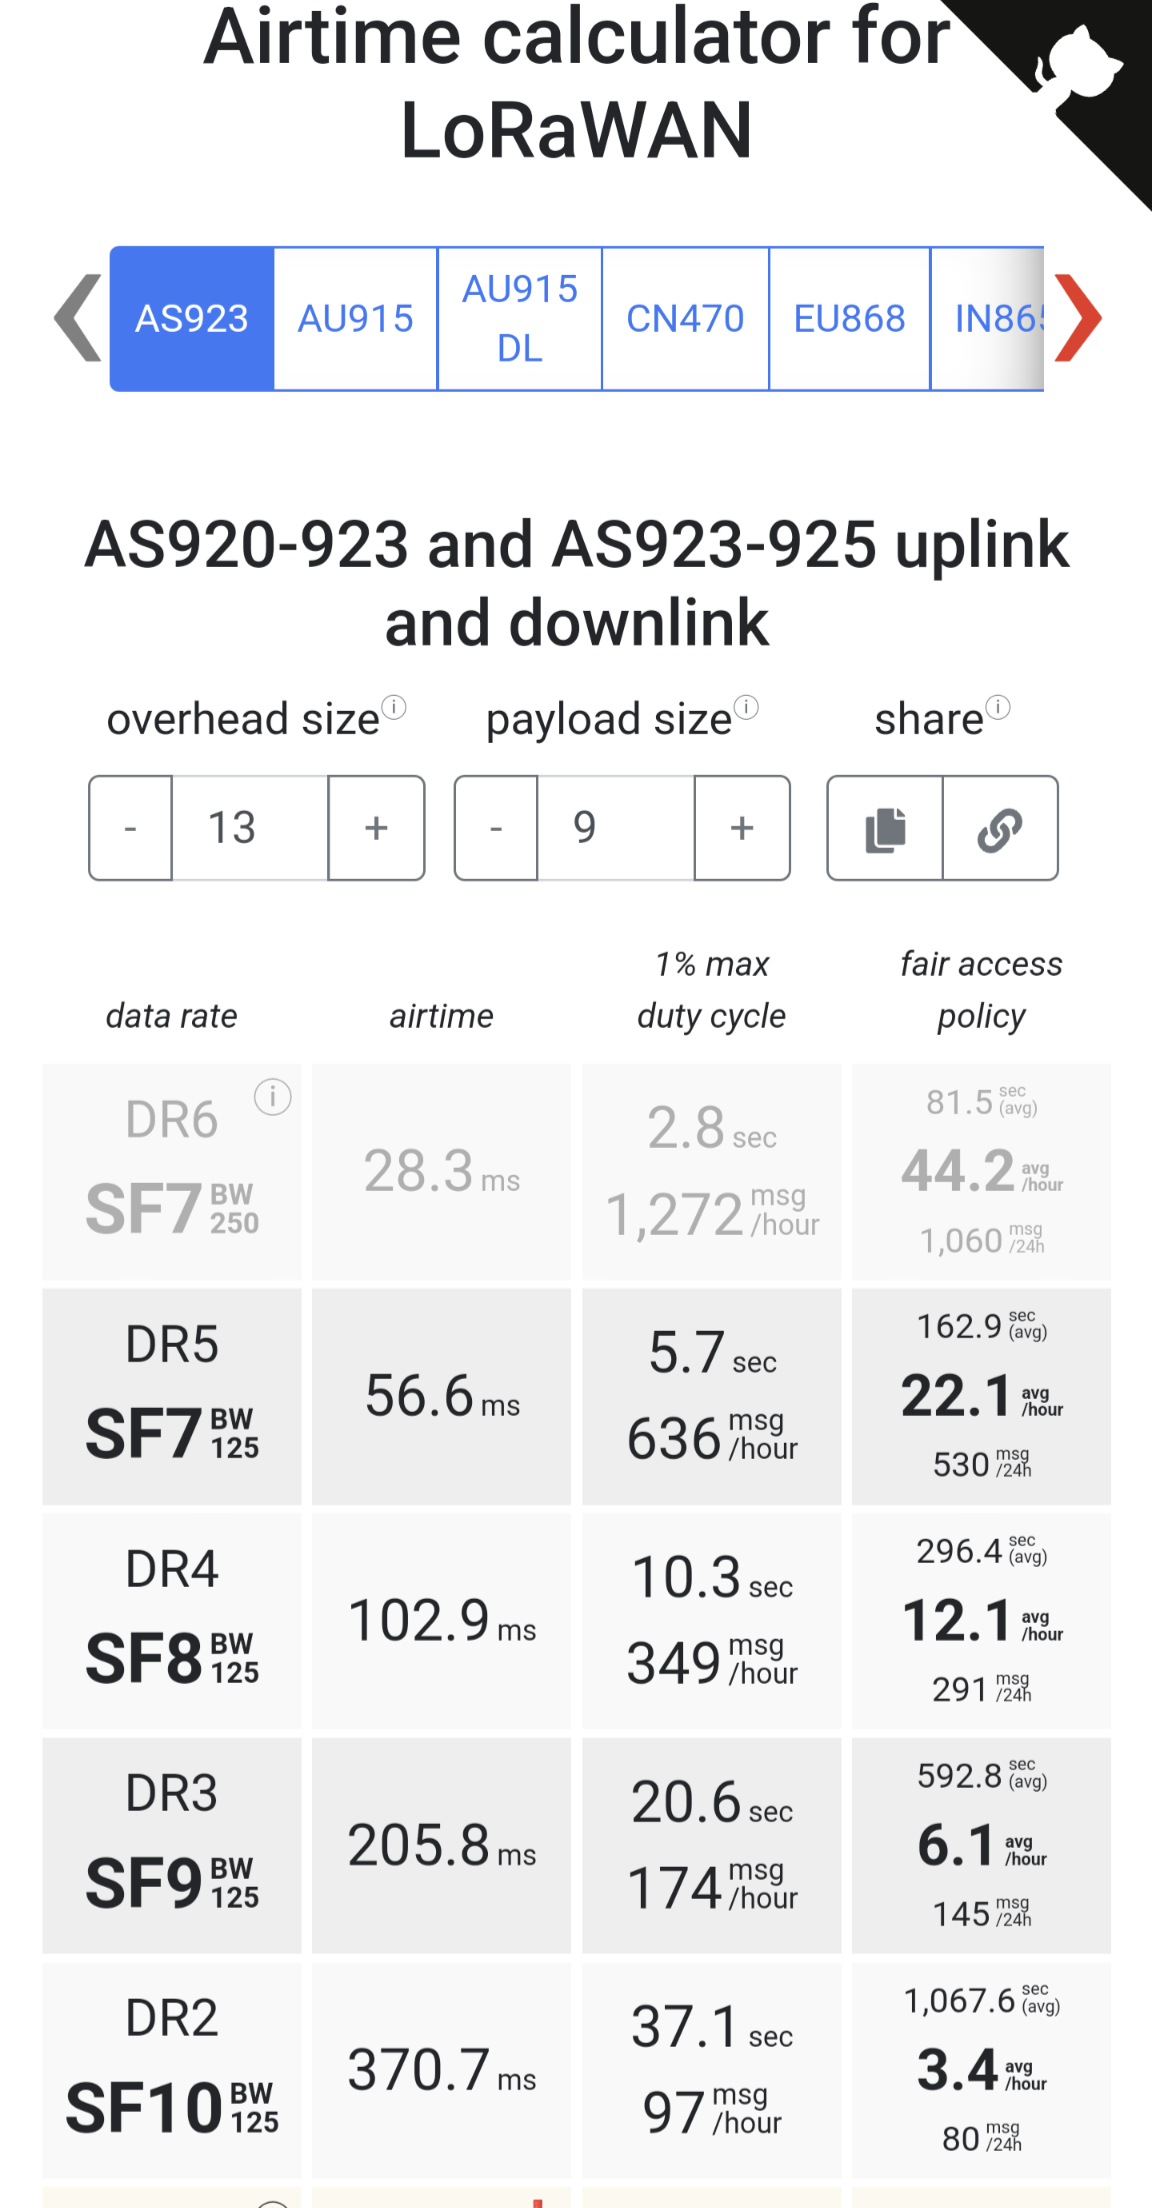 Airtime calculator for
LoRaWAN
AS923
AU915
AU915
DL
CN470
EU868
IN865
AS920-923 and AS923-925 uplink
and downlink
overhead size
payload size
share
- 13 +
- 9 +
1% max
fair access
data rate
airtime
duty cycle
policy
DR6
SF7 BW 250
28.3 ms
2.8 sec
1,272 msg /hour
81.5 sec (avg)
44.2 avg /hour
1,060 msg /24h
DR5
SF7 BW 125
56.6 ms
5.7 sec
636 msg /hour
162.9 sec (avg)
22.1 avg /hour
530 msg /24h
DR4
SF8 BW 125
102.9 ms
10.3 sec
349 msg /hour
296.4 sec (avg)
12.1 avg /hour
291 msg /24h
DR3
SF9 BW 125
205.8 ms
20.6 sec
174 msg /hour
592.8 sec (avg)
6.1 avg /hour
145 msg /24h
DR2
SF10 BW 125
370.7 ms
37.1 sec
97 msg /hour
1,067.6 sec (avg)
3.4 avg /hour
80 msg /24h